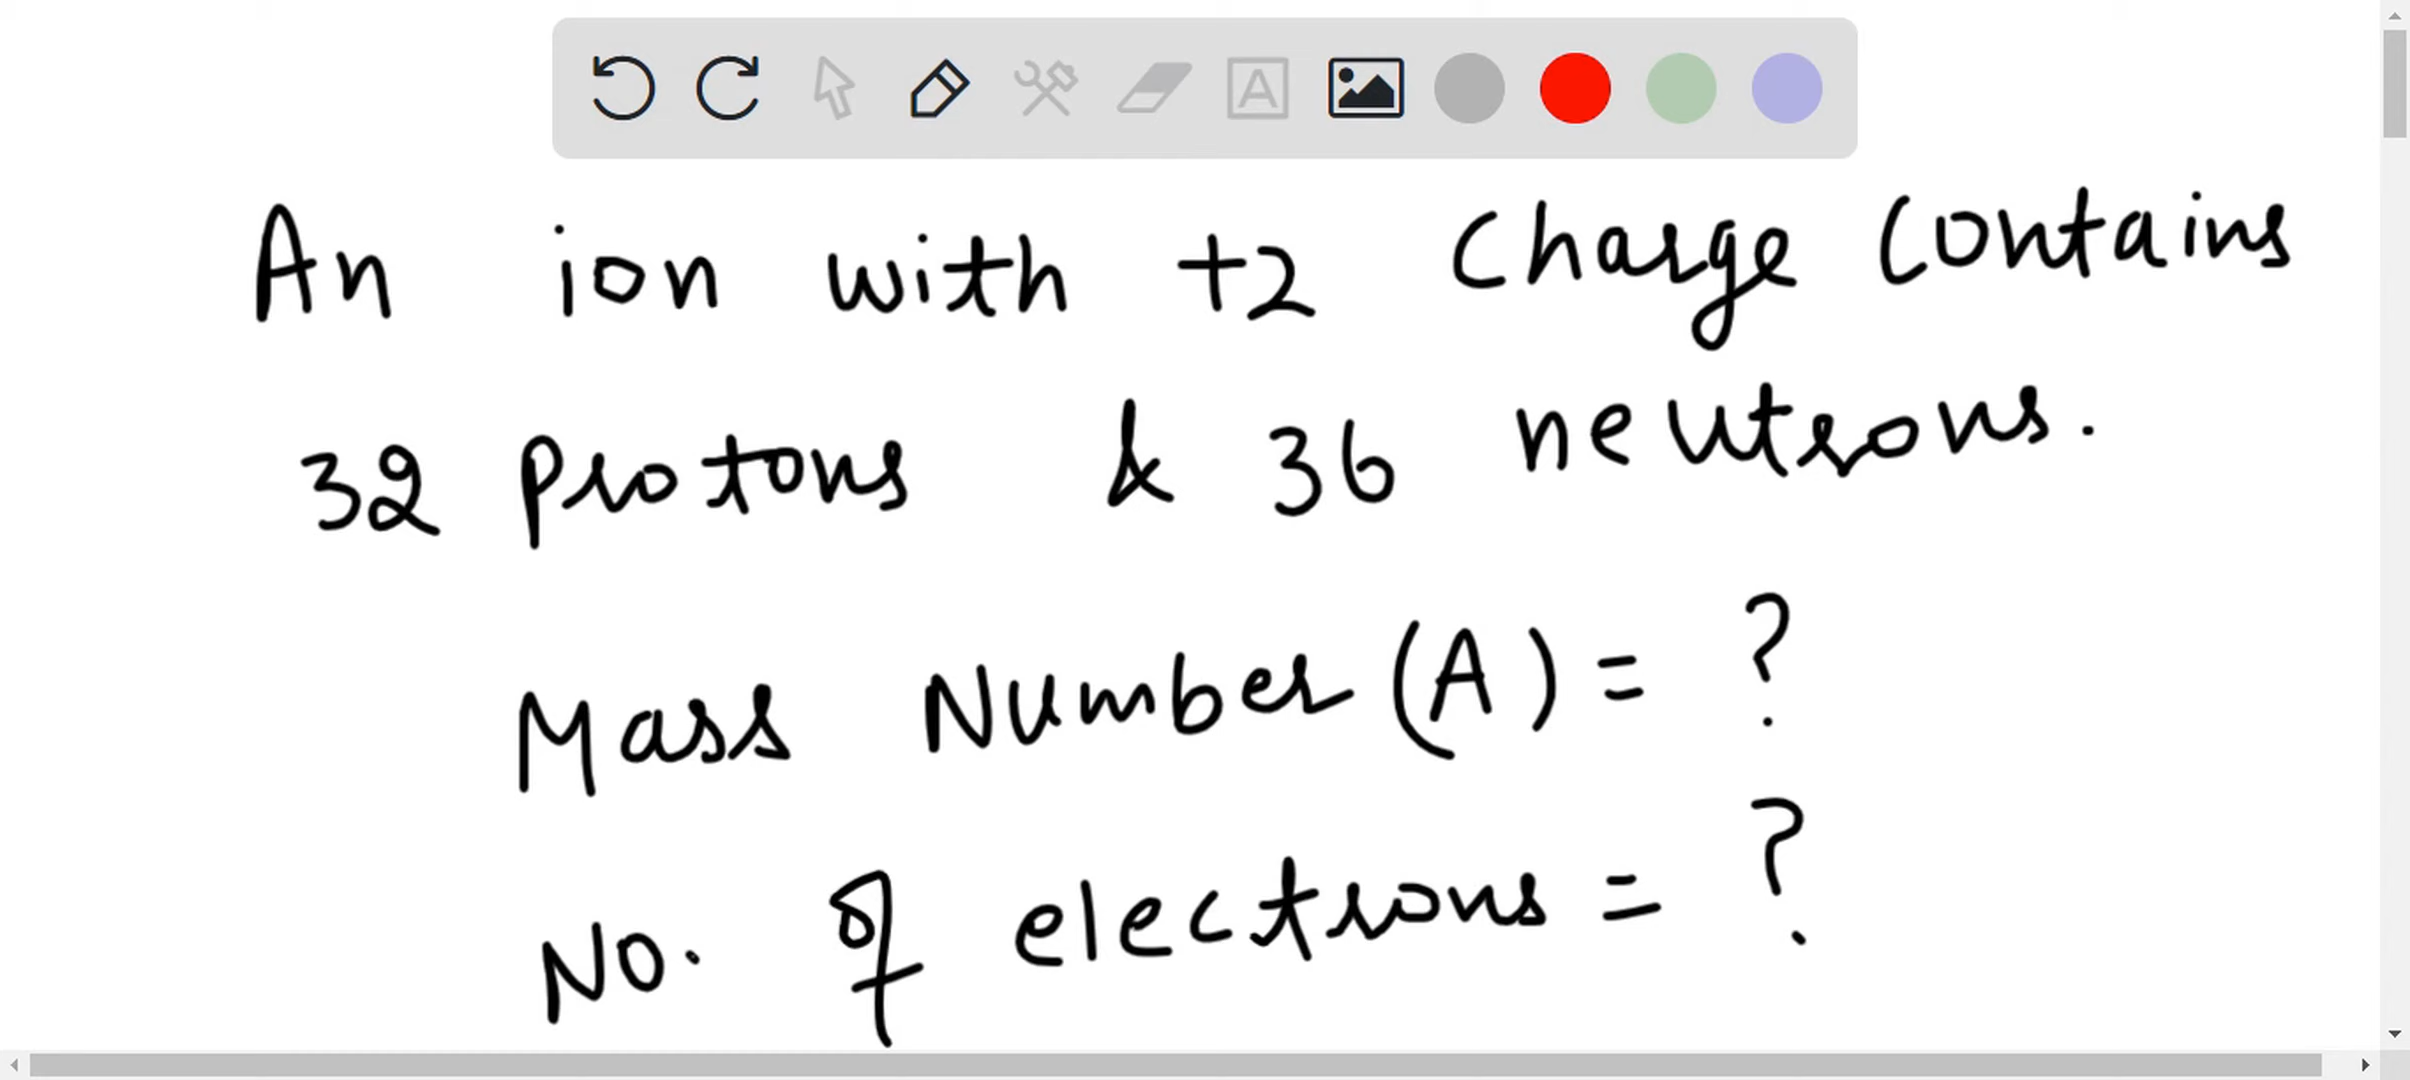 An ion with +2 charge contains
32 protons & 36 neutrons.
Mass Number (A) = ?
No. of electrons = ?